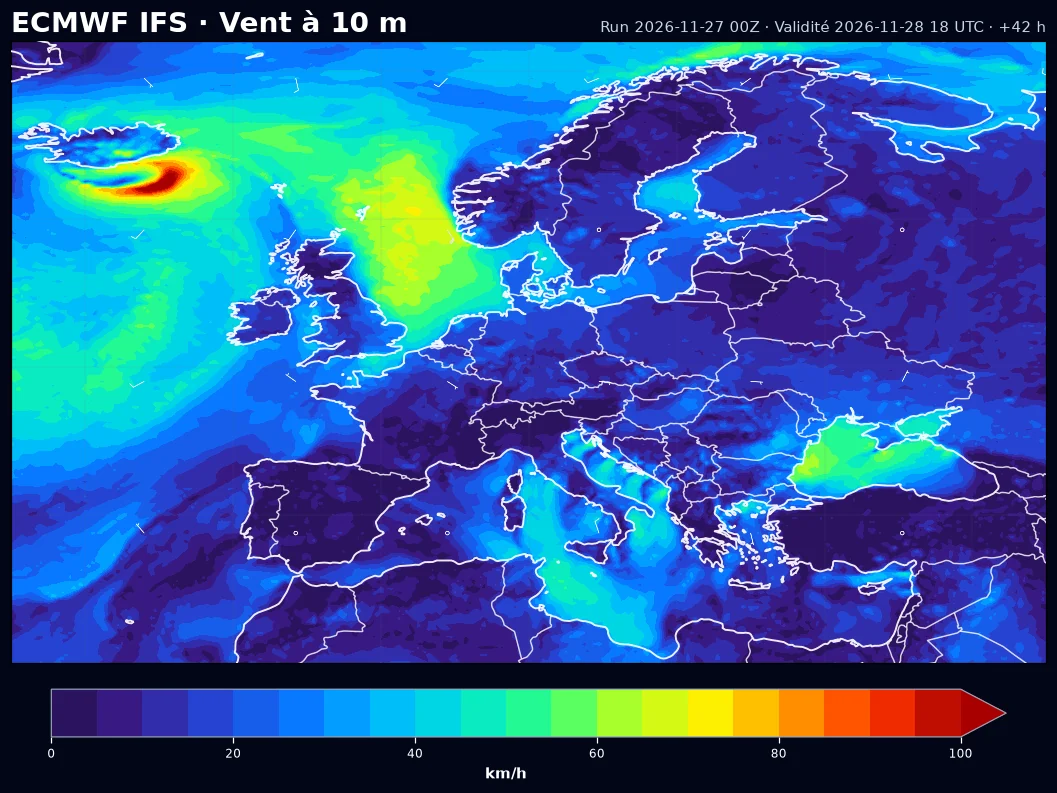 ECMWF IFS · Vent à 10 m
Run 2026-11-27 00Z · Validité 2026-11-28 18 UTC · +42 h
0 20 40 60 80 100
km/h